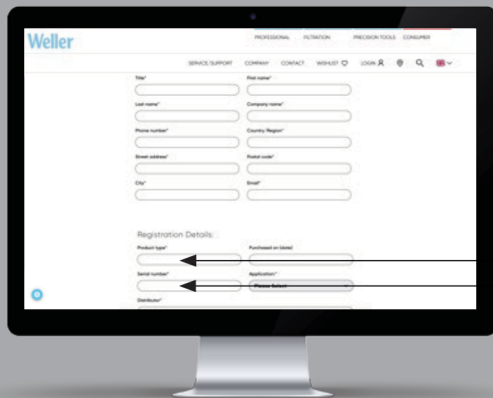 Weller
PROFESSIONAL FILTRATION PRECISION TOOLS CONSUMER
SERVICE/SUPPORT COMPANY CONTACT WISHLIST LOGIN
Title* First name*
Last name* Company name*
Phone number* Country/Region*
Street address* Postal code*
City* Email*
Registration Details:
Product type* Purchased on (date)
Serial number* Application:*
Please Select
Distributor*